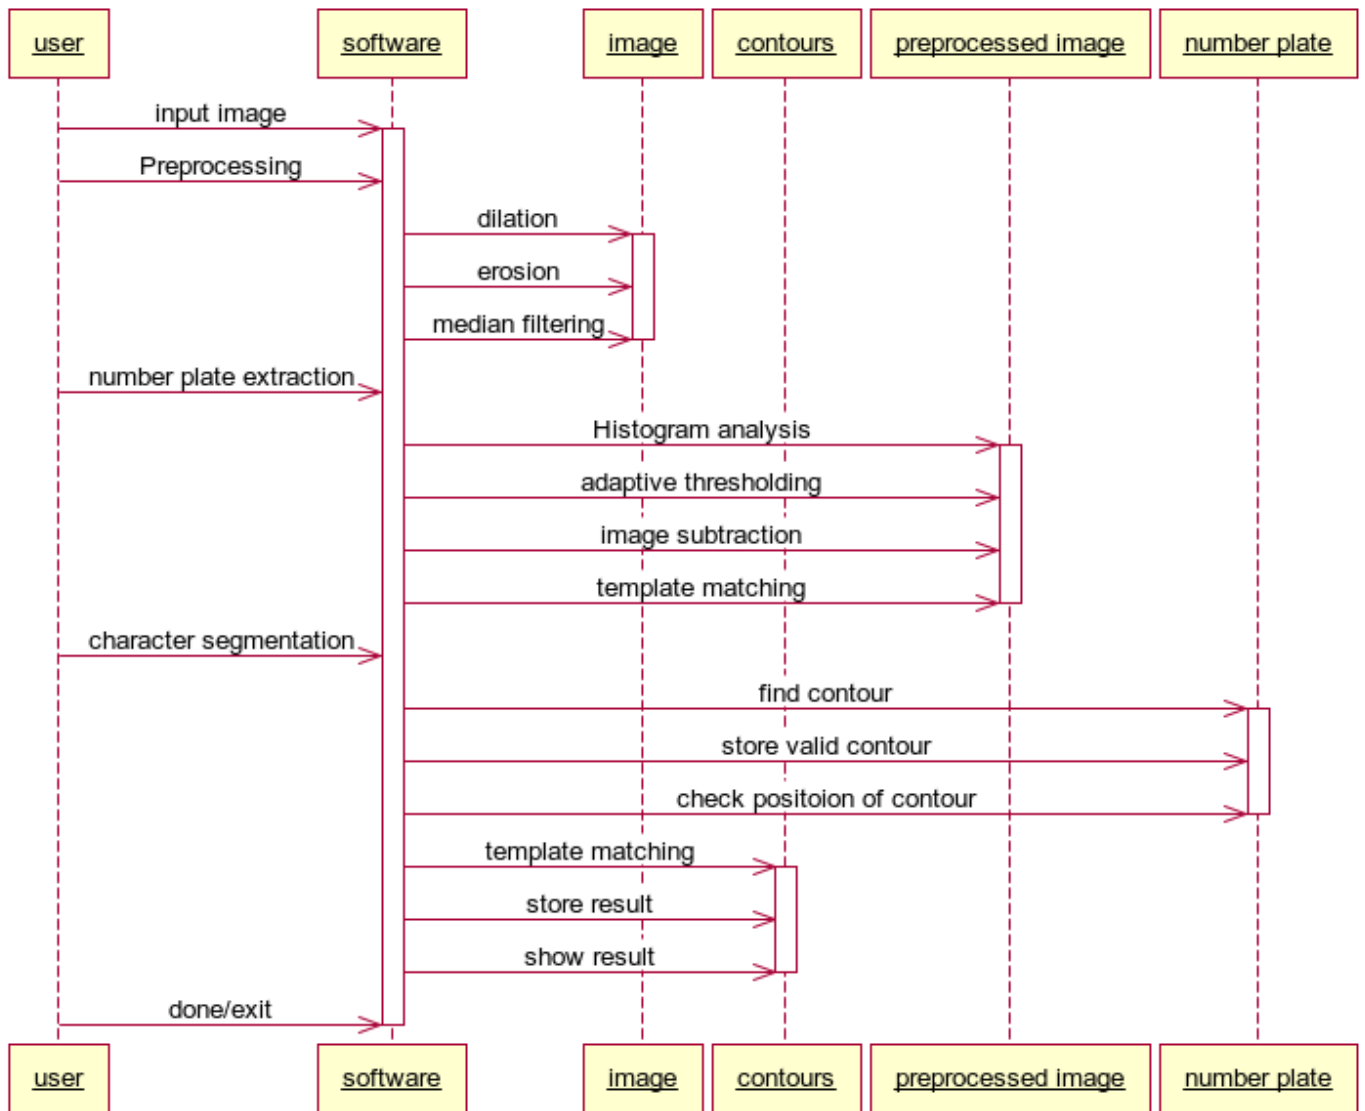 user software image contours preprocessed image number plate
input image
Preprocessing
dilation
erosion
median filtering
number plate extraction
Histogram analysis
adaptive thresholding
image subtraction
template matching
character segmentation
find contour
store valid contour
check positoion of contour
template matching
store result
show result
done/exit
user software image contours preprocessed image number plate